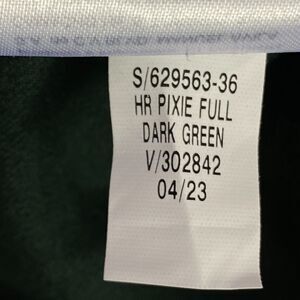 S/629563-36
HR PIXIE FULL
DARK GREEN
V/302842
04/23